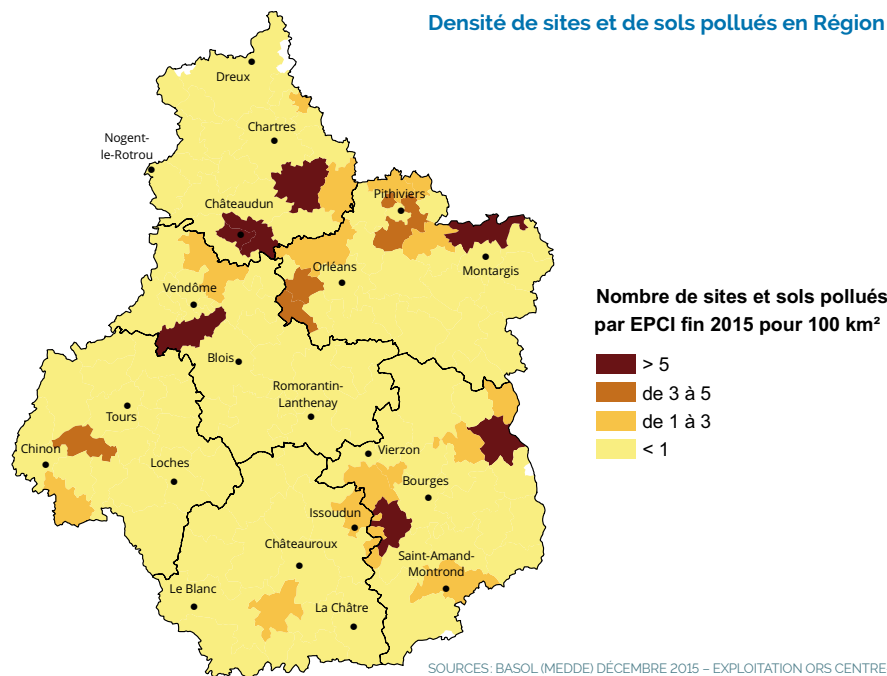 Densité de sites et de sols pollués en Région
Dreux
Chartres
Nogent-
le-Rotrou
Châteaudun
Pithiviers
Orléans
Montargis
Vendôme
Blois
Romorantin-
Lanthenay
Tours
Chinon
Loches
Vierzon
Bourges
Issoudun
Châteauroux
Saint-Amand-
Montrond
Le Blanc
La Châtre
Nombre de sites et sols pollués
par EPCI fin 2015 pour 100 km²
> 5
de 3 à 5
de 1 à 3
< 1
SOURCES : BASOL (MEDDE) DÉCEMBRE 2015 – EXPLOITATION ORS CENTRE